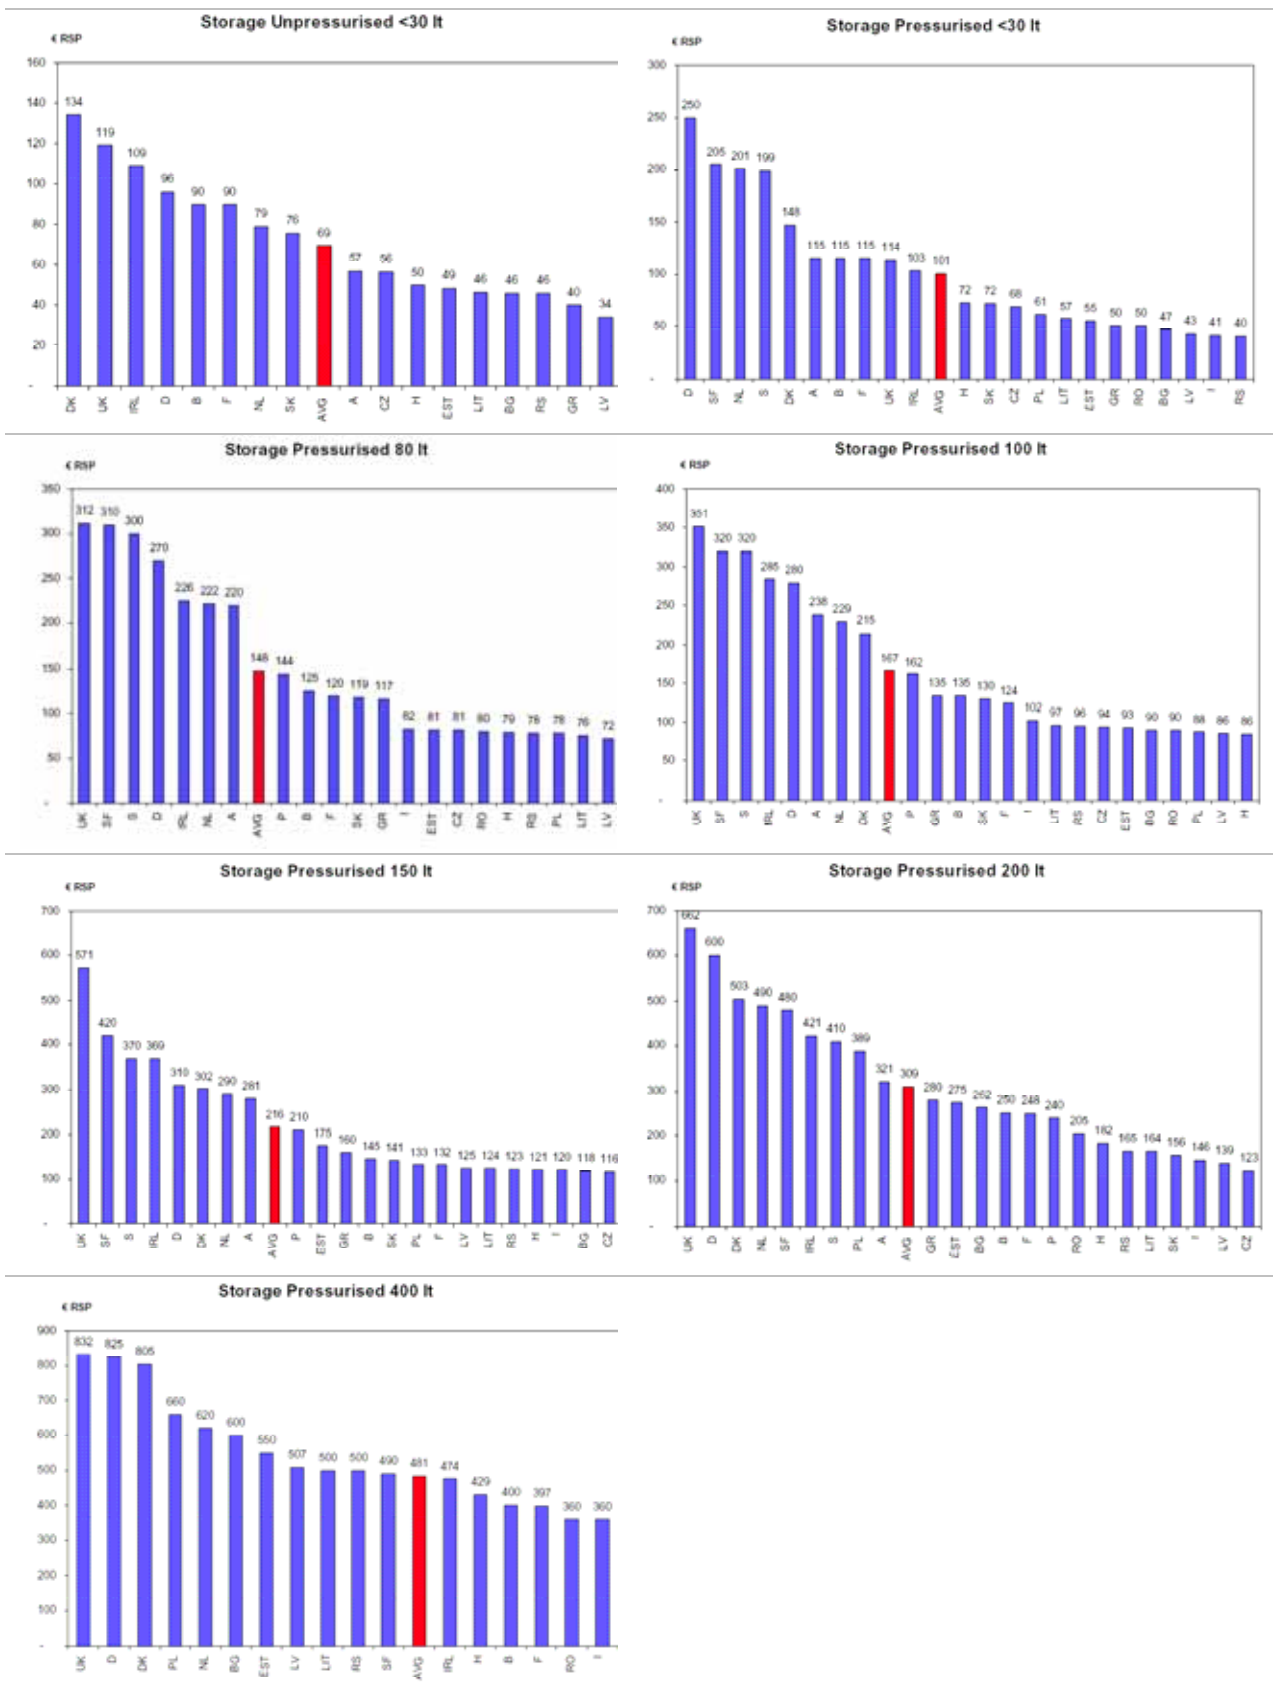 Storage Unpressurised <30 lt
€ RSP
160
140
120
100
80
60
40
20
-
134 119 109 96 90 90 79 76 69 57 56 50 49 46 46 46 40 34
DK UK IRL D B F NL SK AVG A CZ H EST LIT BG RS GR LV
Storage Pressurised <30 lt
€ RSP
300
250
200
150
100
50
-
250 205 201 199 148 115 115 115 114 103 101 72 72 68 61 57 55 50 50 47 43 41 40
D SF NL S DK A B F UK IRL AVG H SK CZ PL LIT EST GR RO BG LV I RS
Storage Pressurised 80 lt
€ RSP
350
300
250
200
150
100
50
-
312 310 300 270 226 222 220 148 144 125 120 119 117 82 81 81 80 79 78 78 76 72
UK SF S D IRL NL A AVG P B F SK GR I EST CZ RO H RS PL LIT LV
Storage Pressurised 100 lt
€ RSP
400
350
300
250
200
150
100
50
-
351 320 320 285 280 238 229 215 167 162 135 135 130 124 102 97 96 94 93 90 90 88 86 86
UK SF S IRL D A NL DK AVG P GR B SK F I LIT RS CZ EST BG RO PL LV H
Storage Pressurised 150 lt
€ RSP
700
600
500
400
300
200
100
-
571 420 370 369 310 302 290 281 216 210 175 160 145 141 133 132 125 124 123 121 120 118 116
UK SF S IRL D DK NL A AVG P EST GR B SK PL F LV LIT RS H I BG CZ
Storage Pressurised 200 lt
€ RSP
700
600
500
400
300
200
100
-
662 600 503 490 480 421 410 389 321 309 280 275 262 250 248 240 205 182 165 164 156 146 139 123
UK D DK NL SF IRL S PL A AVG GR EST BG B F P RO H RS LIT SK I LV CZ
Storage Pressurised 400 lt
€ RSP
900
800
700
600
500
400
300
200
100
-
832 825 805 660 620 600 550 507 500 500 490 481 474 429 400 397 360 360
UK D DK PL NL BG EST LV LIT RS SF AVG IRL H B F RO I